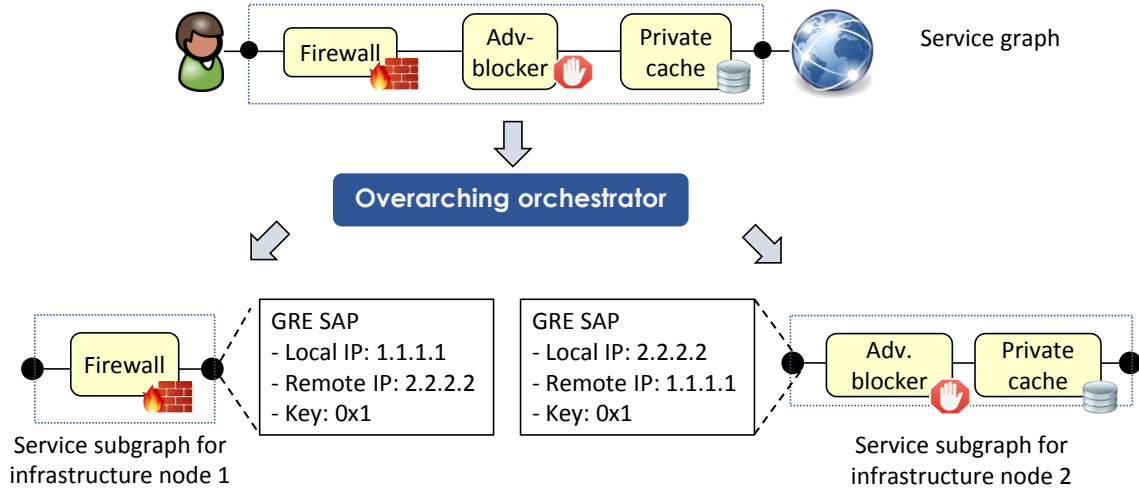 Firewall
Adv-
blocker
Private
cache
Service graph
Overarching orchestrator
Firewall
GRE SAP
- Local IP: 1.1.1.1
- Remote IP: 2.2.2.2
- Key: 0x1
GRE SAP
- Local IP: 2.2.2.2
- Remote IP: 1.1.1.1
- Key: 0x1
Adv.
blocker
Private
cache
Service subgraph for
infrastructure node 1
Service subgraph for
infrastructure node 2